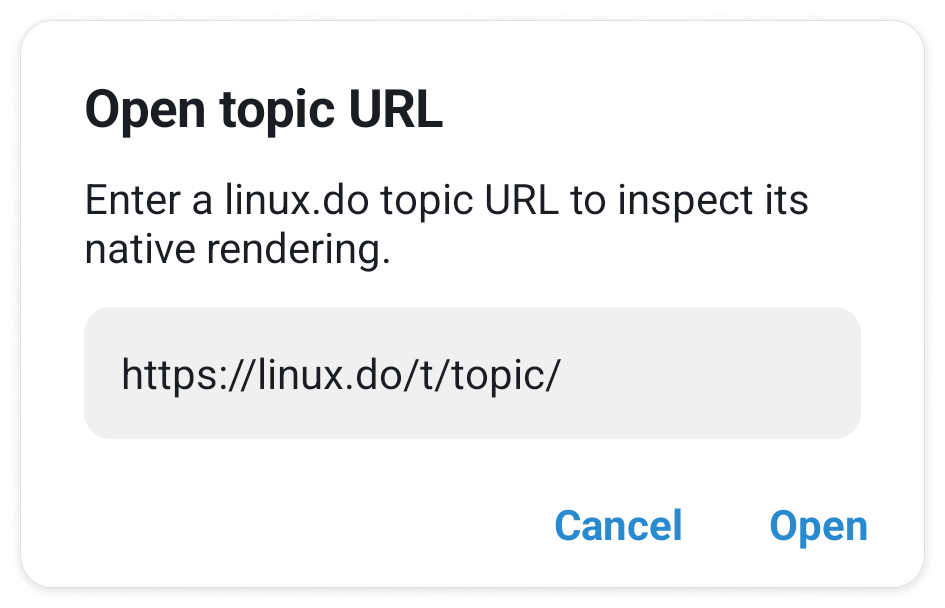 Open topic URL
Enter a linux.do topic URL to inspect its
native rendering.
https://linux.do/t/topic/
Cancel Open